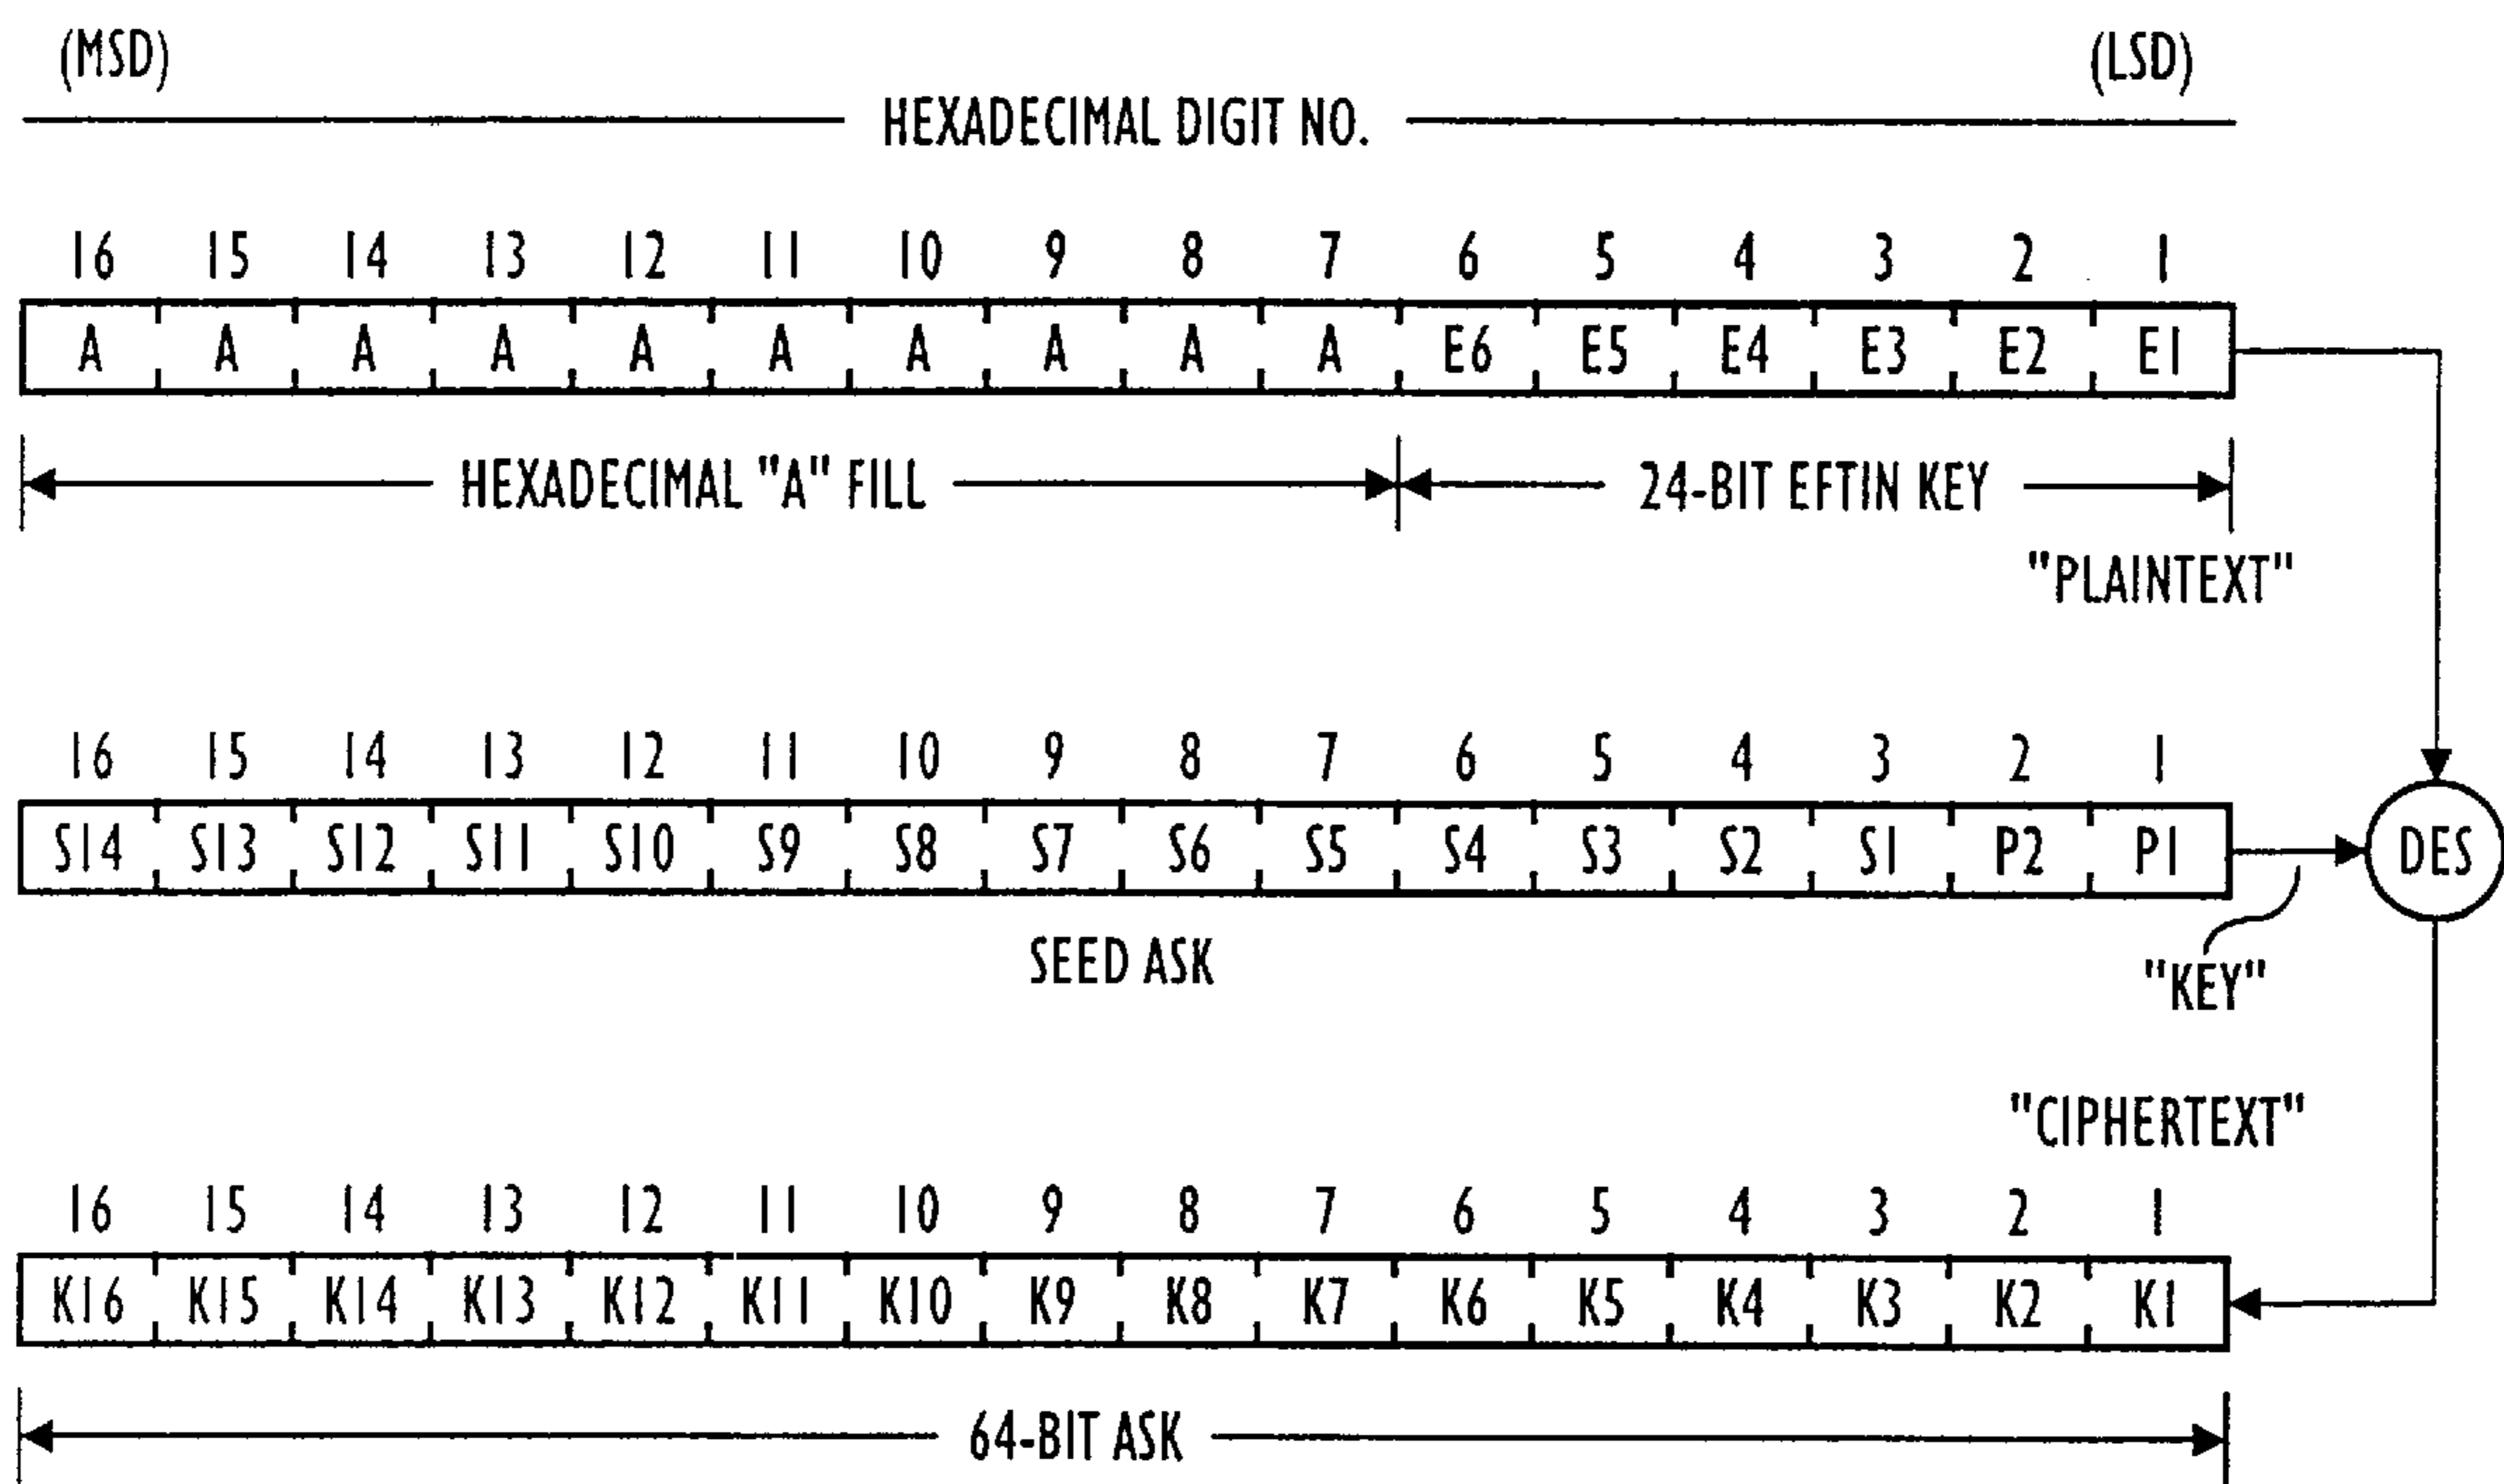 (MSD) (LSD)
HEXADECIMAL DIGIT NO.
16 15 14 13 12 11 10 9 8 7 6 5 4 3 2 1
A A A A A A A A A A E6 E5 E4 E3 E2 E1
HEXADECIMAL "A" FILL 24-BIT EFTIN KEY
"PLAINTEXT"
16 15 14 13 12 11 10 9 8 7 6 5 4 3 2 1
S14 S13 S12 S11 S10 S9 S8 S7 S6 S5 S4 S3 S2 S1 P2 P1 DES
SEED ASK
"KEY"
"CIPHERTEXT"
16 15 14 13 12 11 10 9 8 7 6 5 4 3 2 1
K16 K15 K14 K13 K12 K11 K10 K9 K8 K7 K6 K5 K4 K3 K2 K1
64-BIT ASK